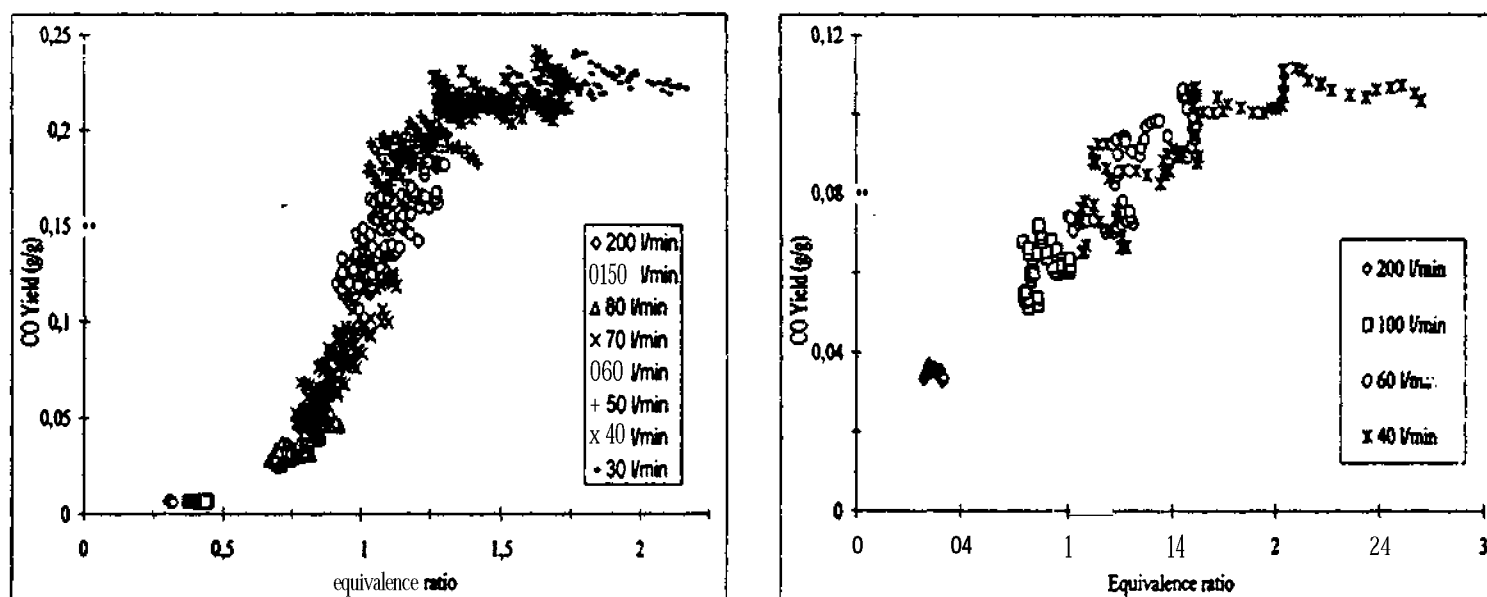 0,25
0,2
0,15
0,1
0,05
0
CO Yield (g/g)
0
0,5
1
1,5
2
equivalence ratio
200 l/min
0150 l/min
80 l/min
70 l/min
060 l/min
+ 50 l/min
x 40 l/min
30 l/min
0,12
0,08
0,04
0
CO Yield (g/g)
0
04
1
14
2
24
3
Equivalence ratio
200 l/min
100 l/min
60 l/min
40 l/min